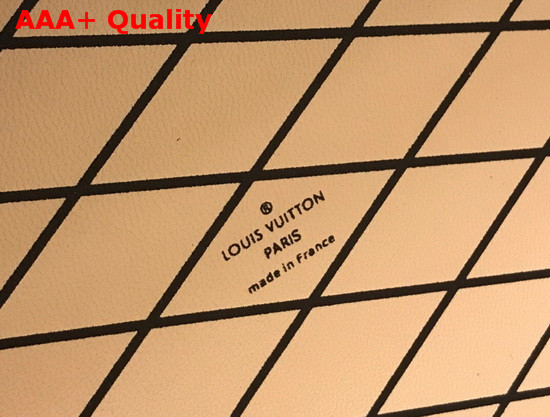 AAA+ Quality
®
LOUIS VUITTON
PARIS
made in France